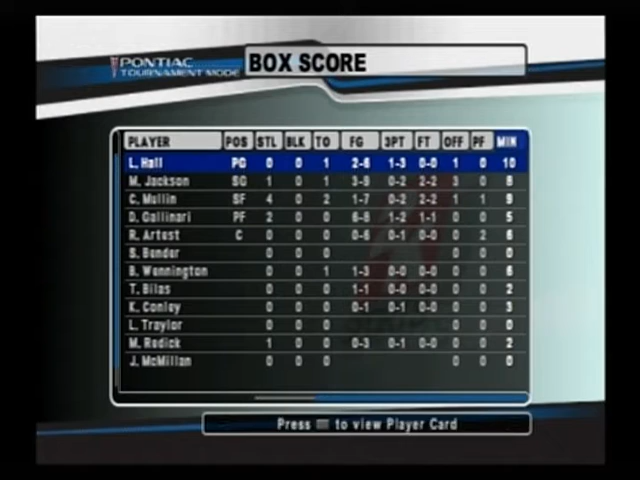 PONTIAC
TOURNAMENT MODE
BOX SCORE
PLAYER POS STL BLK TO FG 3PT FT OFF PF MIN
L. Hall PG 0 0 1 2-6 1-3 0-0 1 0 10
M. Jackson SG 1 0 1 3-9 0-2 2-2 3 0 8
C. Mullin SF 4 0 2 1-7 0-2 2-2 1 1 9
D. Gallinari PF 2 0 0 6-8 1-2 1-1 0 0 5
R. Artest C 0 0 0 0-6 0-1 0-0 0 2 6
S. Bender 0 0 0 0 0 0
B. Wennington 0 0 1 1-3 0-0 0-0 0 0 6
T. Bilas 0 0 0 1-1 0-0 0-0 0 0 2
K. Conley 0 0 0 0-1 0-1 0-0 0 0 3
L. Traylor 0 0 0 0 0 0
M. Redick 1 0 0 0-3 0-1 0-0 0 0 2
J. McMillan 0 0 0 0 0 0
Press to view Player Card